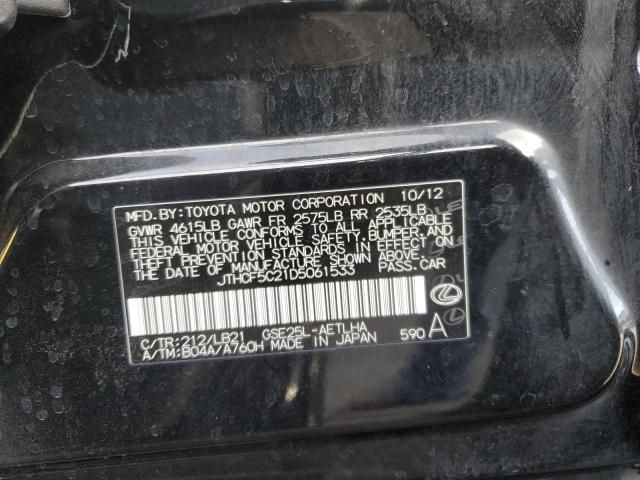 MFD.BY:TOYOTA MOTOR CORPORATION 10/12
GVWR 4615LB GAWR FR 2575LB RR 2535LB
THIS VEHICLE CONFORMS TO ALL APPLICABLE
FEDERAL MOTOR VEHICLE SAFETY,BUMPER,AND
THEFT PREVENTION STANDARDS IN EFFECT ON
THE DATE OF MANUFACTURE SHOWN ABOVE.
JTHCF5C21D5061533 PASS.CAR
C/TR:212/LB21 GSE25L-AETLHA
A/TM:B04A/A760H MADE IN JAPAN 590 A